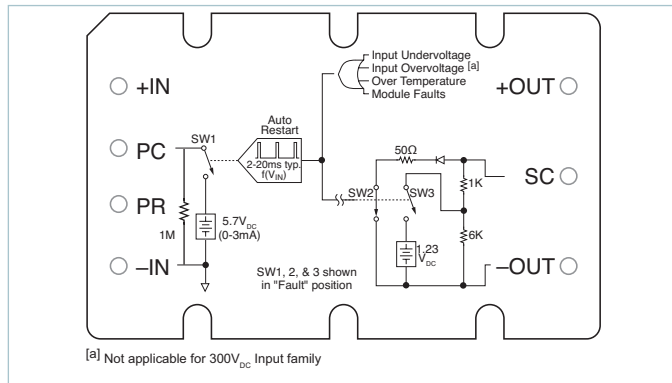 Input Undervoltage
Input Overvoltage [a]
Over Temperature
Module Faults
+IN
+OUT
Auto
Restart
SW1
PC
2-20ms typ.
f(VIN)
50Ω
SC
1K
SW2
SW3
PR
5.7VDC
(0-3mA)
1M
6K
1.23
VDC
–IN
–OUT
SW1, 2, & 3 shown
in "Fault" position
[a] Not applicable for 300VDC Input family